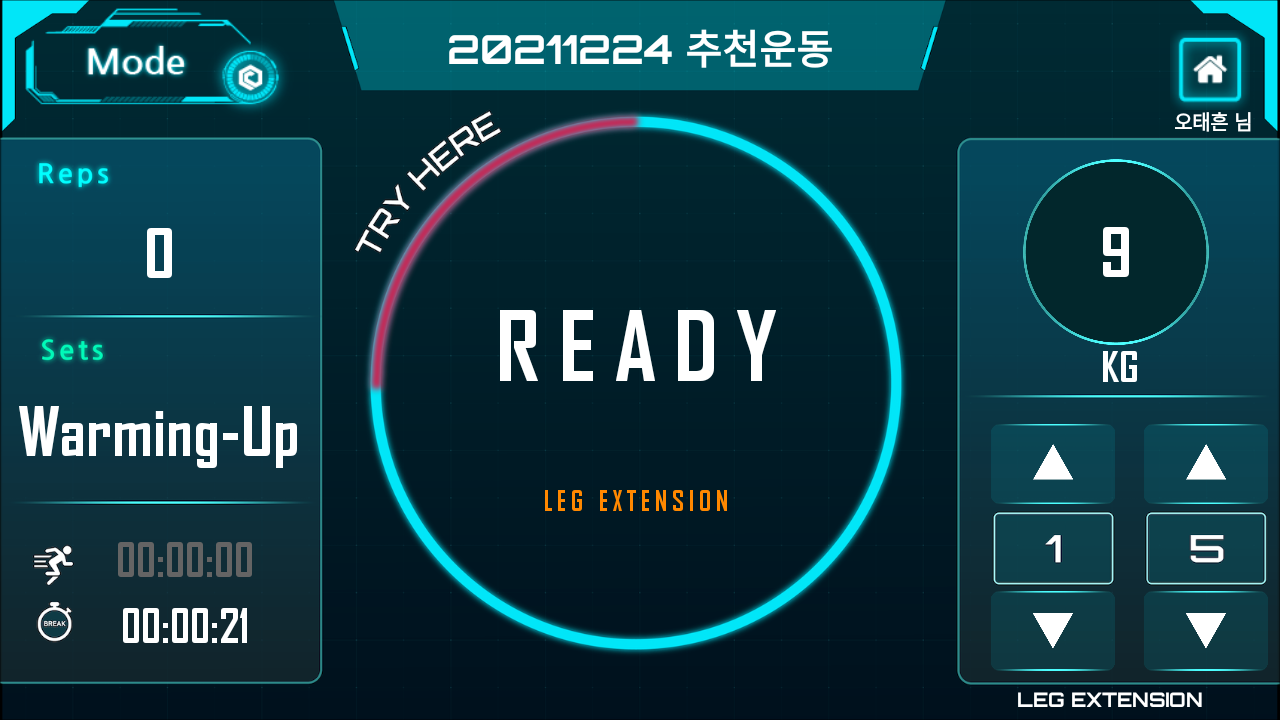 Mode
20211224 추천운동
오태흔 님
Reps
0
Sets
Warming-Up
00:00:00
BREAK
00:00:21
TRY HERE
READY
LEG EXTENSION
9
KG
1
5
LEG EXTENSION